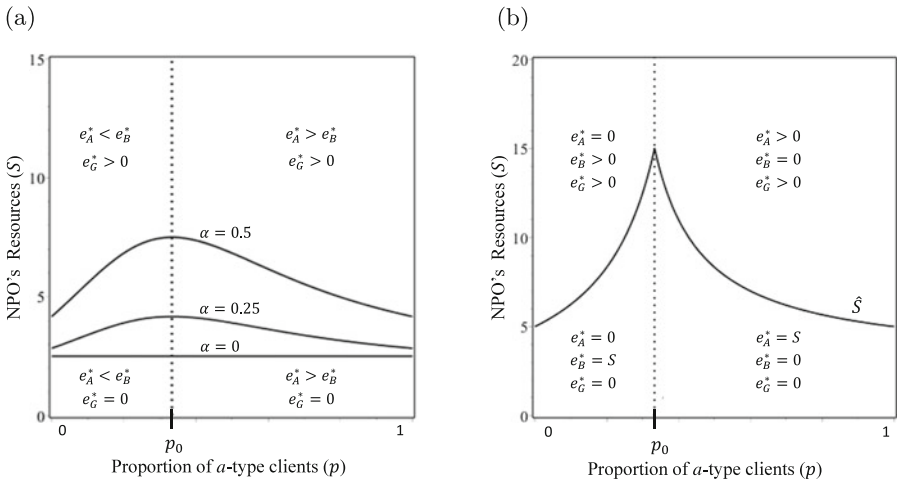 (a)
NPO's Resources (S)
15
10
5
0
e*_A < e*_B
e*_G > 0
e*_A > e*_B
e*_G > 0
α = 0.5
α = 0.25
α = 0
e*_A < e*_B
e*_G = 0
e*_A > e*_B
e*_G = 0
0
p₀
1
Proportion of a-type clients (p)
(b)
NPO's Resources (S)
20
15
10
5
0
e*_A = 0
e*_B > 0
e*_G > 0
e*_A > 0
e*_B = 0
e*_G > 0
Ŝ
e*_A = 0
e*_B = S
e*_G = 0
e*_A = S
e*_B = 0
e*_G = 0
0
p₀
1
Proportion of a-type clients (p)